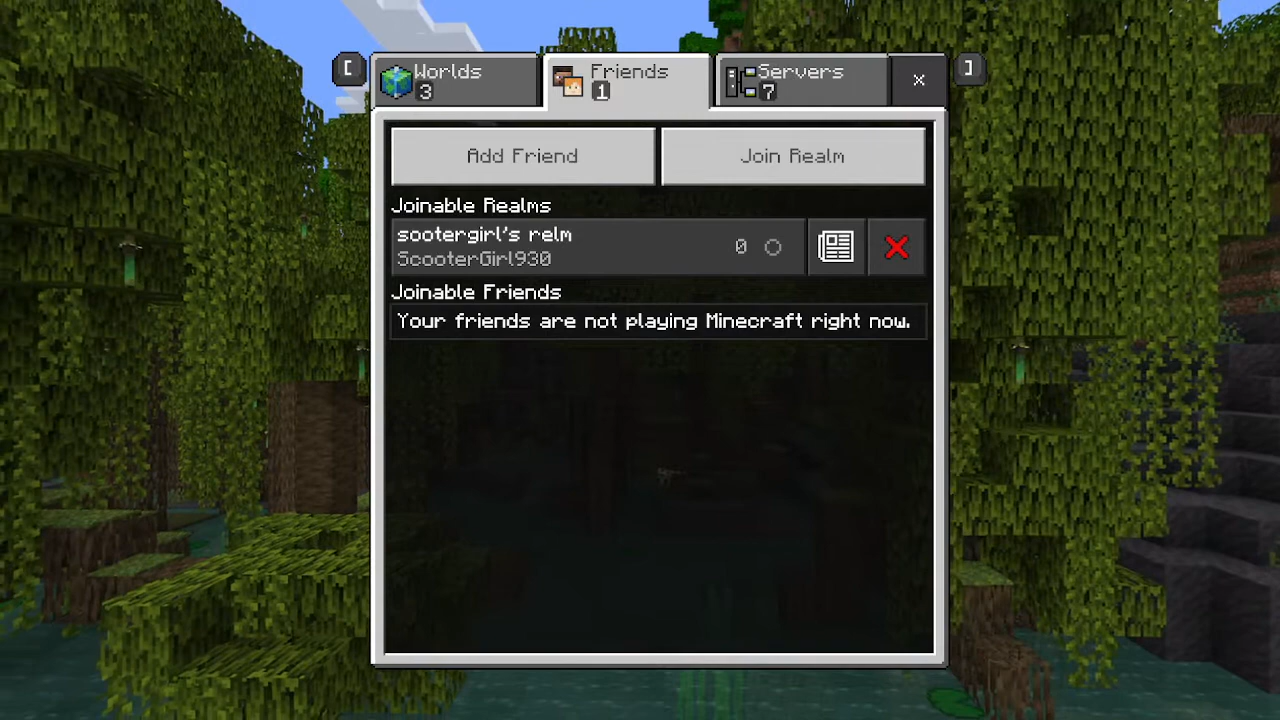 [
Worlds
3
Friends
1
Servers
7
]
Add Friend
Join Realm
Joinable Realms
sootergirl's relm
0
ScooterGirl930
Joinable Friends
Your friends are not playing Minecraft right now.